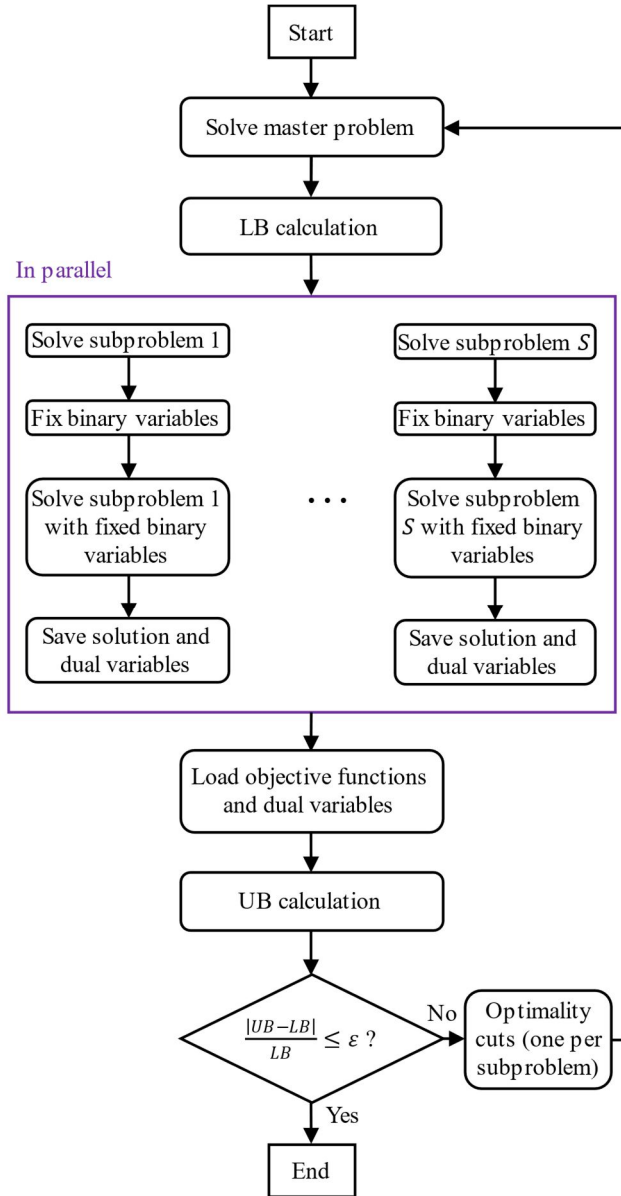 Start
Solve master problem
LB calculation
In parallel
Solve subproblem 1
Fix binary variables
Solve subproblem 1
with fixed binary
variables
Save solution and
dual variables
...
Solve subproblem S
Fix binary variables
Solve subproblem
S with fixed binary
variables
Save solution and
dual variables
Load objective functions
and dual variables
UB calculation
|UB−LB|
LB
≤ ε ?
No
Optimality
cuts (one per
subproblem)
Yes
End